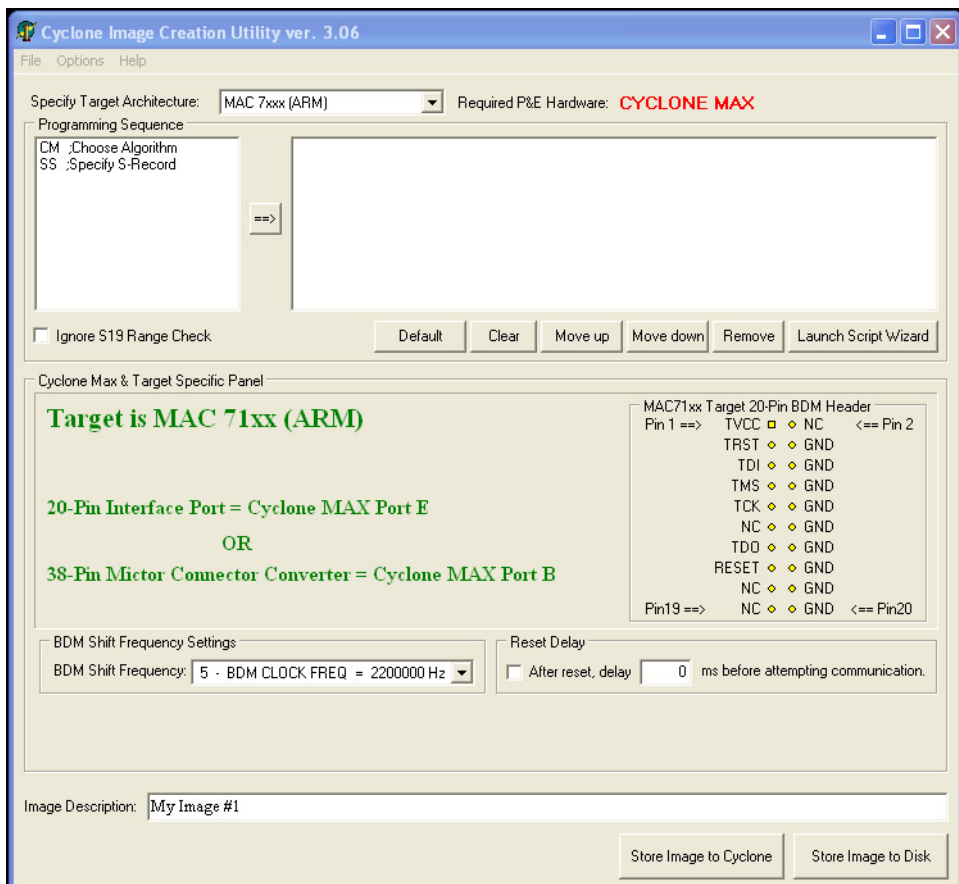 Cyclone Image Creation Utility ver. 3.06
File Options Help
Specify Target Architecture: MAC 7xxx (ARM) Required P&E Hardware: CYCLONE MAX
Programming Sequence
CM ;Choose Algorithm
SS ;Specify S-Record
==>
Ignore S19 Range Check
Default Clear Move up Move down Remove Launch Script Wizard
Cyclone Max & Target Specific Panel
Target is MAC 71xx (ARM)
20-Pin Interface Port = Cyclone MAX Port E
OR
38-Pin Mictor Connector Converter = Cyclone MAX Port B
MAC71xx Target 20-Pin BDM Header
Pin 1 ==> TVCC NC <== Pin 2
TRST GND
TDI GND
TMS GND
TCK GND
NC GND
TDO GND
RESET GND
NC GND
Pin19 ==> NC GND <== Pin20
BDM Shift Frequency Settings
BDM Shift Frequency: 5 - BDM CLOCK FREQ = 2200000 Hz
Reset Delay
After reset, delay 0 ms before attempting communication.
Image Description: My Image #1
Store Image to Cyclone Store Image to Disk